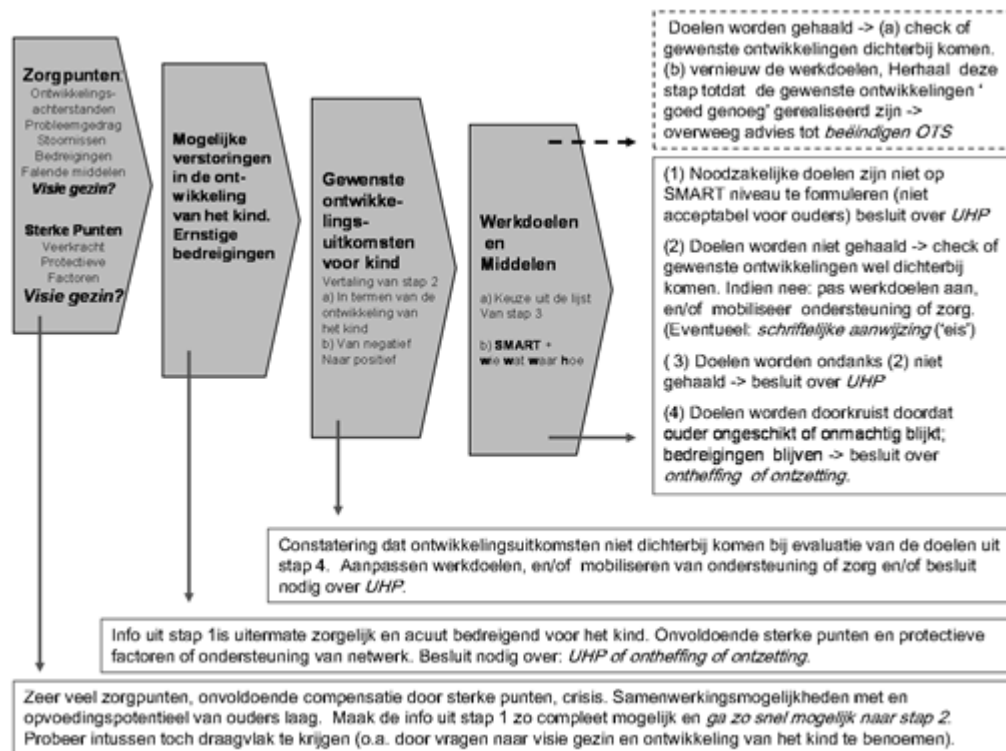 Zorgpunten:
Ontwikkelings-
achterstanden
Probleemgedrag
Stoornissen
Bedreigingen
Falende middelen
Visie gezin?
Sterke Punten
Veerkracht
Protectieve
Factoren
Visie gezin?
Mogelijke
verstoringen
in de ont-
wikkeling
van het kind.
Ernstige
bedreigingen
Gewenste
ontwikke-
lings-
uitkomsten
voor kind
Vertaling van stap 2
a) In termen van de
ontwikkeling van
het kind
b) Van negatief
Naar positief
Werkdoelen
en
Middelen
a) Keuze uit de lijst
Van stap 3
b) SMART +
wie wat waar hoe
Doelen worden gehaald -> (a) check of
gewenste ontwikkelingen dichterbij komen.
(b) vernieuw de werkdoelen, Herhaal deze
stap totdat de gewenste ontwikkelingen '
goed genoeg' gerealiseerd zijn ->
overweeg advies tot beëindigen OTS
(1) Noodzakelijke doelen zijn niet op
SMART niveau te formuleren (niet
acceptabel voor ouders) besluit over UHP
(2) Doelen worden niet gehaald -> check of
gewenste ontwikkelingen wel dichterbij
komen. Indien nee: pas werkdoelen aan,
en/of mobiliseer ondersteuning of zorg.
(Eventueel: schriftelijke aanwijzing ('eis')
( 3) Doelen worden ondanks (2) niet
gehaald -> besluit over UHP
(4) Doelen worden doorkruist doordat
ouder ongeschikt of onmachtig blijkt;
bedreigingen blijven -> besluit over
ontheffing of ontzetting.
Constatering dat ontwikkelingsuitkomsten niet dichterbij komen bij evaluatie van de doelen uit
stap 4. Aanpassen werkdoelen, en/of mobiliseren van ondersteuning of zorg en/of besluit
nodig over UHP.
Info uit stap 1is uitermate zorgelijk en acuut bedreigend voor het kind. Onvoldoende sterke punten en protectieve
factoren of ondersteuning van netwerk. Besluit nodig over: UHP of ontheffing of ontzetting.
Zeer veel zorgpunten, onvoldoende compensatie door sterke punten, crisis. Samenwerkingsmogelijkheden met en
opvoedingspotentieel van ouders laag. Maak de info uit stap 1 zo compleet mogelijk en ga zo snel mogelijk naar stap 2.
Probeer intussen toch draagvlak te krijgen (o.a. door vragen naar visie gezin en ontwikkeling van het kind te benoemen).